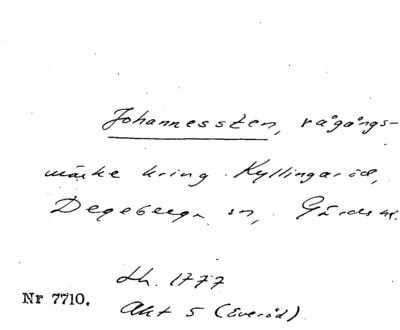 Johannessten, rågångs-
märke kring Kyllingaröd,
Degeberga sn, Gärds hd.
Lh. 1777
Nr 7710. Akt 5 (Everöd)